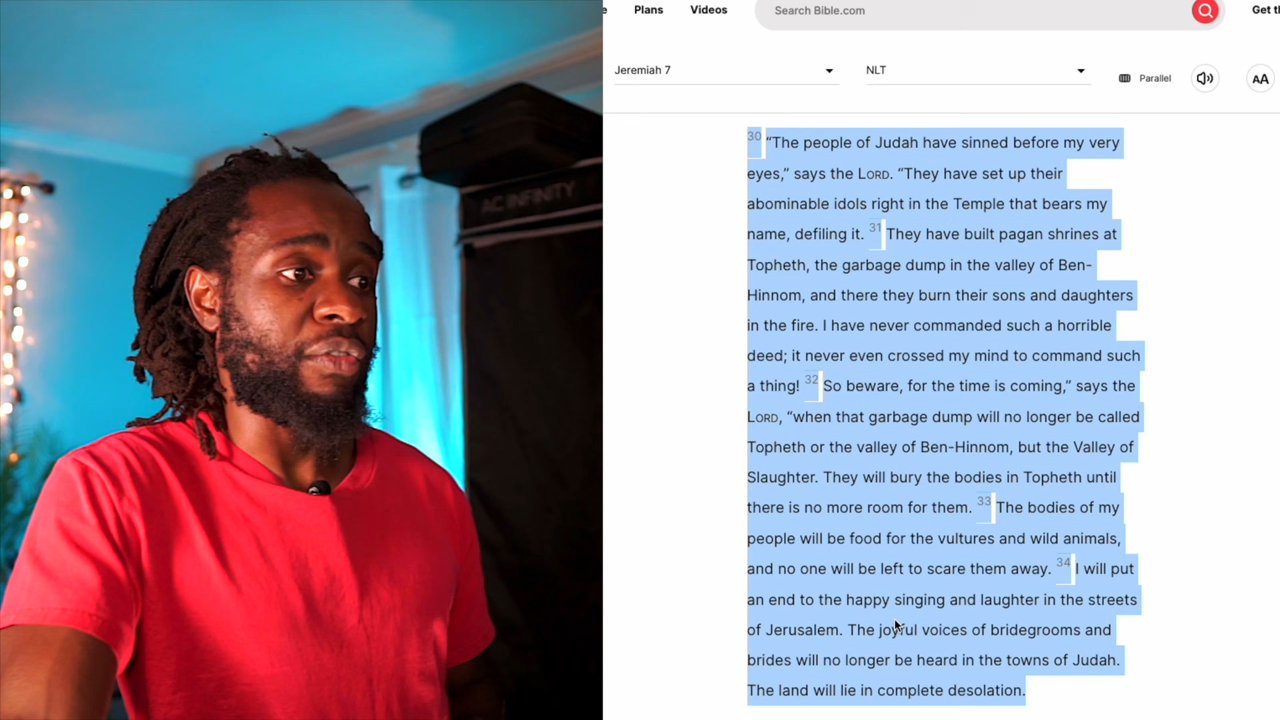 AC INFINITY
Plans Videos Search Bible.com
Jeremiah 7 NLT Parallel AA
30 “The people of Judah have sinned before my very
eyes,” says the LORD. “They have set up their
abominable idols right in the Temple that bears my
name, defiling it. 31 They have built pagan shrines at
Topheth, the garbage dump in the valley of Ben-
Hinnom, and there they burn their sons and daughters
in the fire. I have never commanded such a horrible
deed; it never even crossed my mind to command such
a thing! 32 So beware, for the time is coming,” says the
LORD, “when that garbage dump will no longer be called
Topheth or the valley of Ben-Hinnom, but the Valley of
Slaughter. They will bury the bodies in Topheth until
there is no more room for them. 33 The bodies of my
people will be food for the vultures and wild animals,
and no one will be left to scare them away. 34 I will put
an end to the happy singing and laughter in the streets
of Jerusalem. The joyful voices of bridegrooms and
brides will no longer be heard in the towns of Judah.
The land will lie in complete desolation.